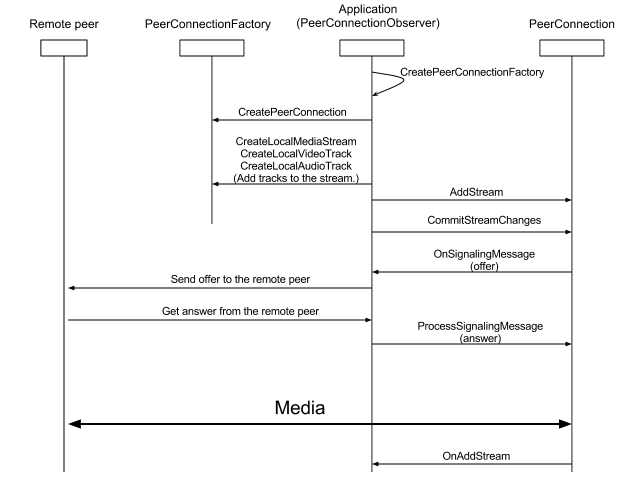 Remote peer
PeerConnectionFactory
Application
(PeerConnectionObserver)
PeerConnection
CreatePeerConnectionFactory
CreatePeerConnection
CreateLocalMediaStream
CreateLocalVideoTrack
CreateLocalAudioTrack
(Add tracks to the stream.)
AddStream
CommitStreamChanges
OnSignalingMessage
(offer)
Send offer to the remote peer
Get answer from the remote peer
ProcessSignalingMessage
(answer)
Media
OnAddStream